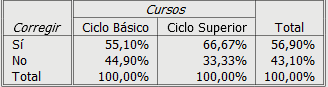 Cursos
Corregir Ciclo Básico Ciclo Superior Total
Sí 55,10% 66,67% 56,90%
No 44,90% 33,33% 43,10%
Total 100,00% 100,00% 100,00%